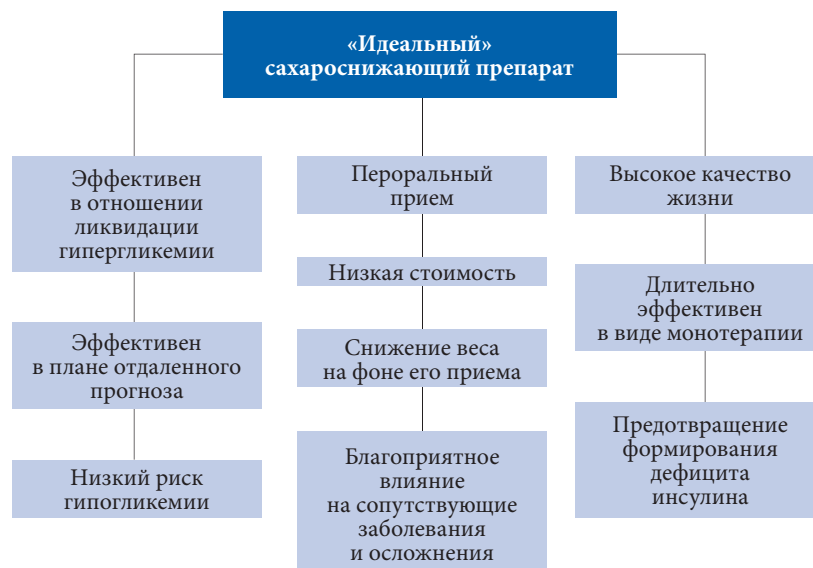 «Идеальный»
сахароснижающий препарат
Эффективен
в отношении
ликвидации
гипергликемии
Эффективен
в плане отдаленного
прогноза
Низкий риск
гипогликемии
Пероральный
прием
Низкая стоимость
Снижение веса
на фоне его приема
Благоприятное
влияние
на сопутствующие
заболевания
и осложнения
Высокое качество
жизни
Длительно
эффективен
в виде монотерапии
Предотвращение
формирования
дефицита
инсулина